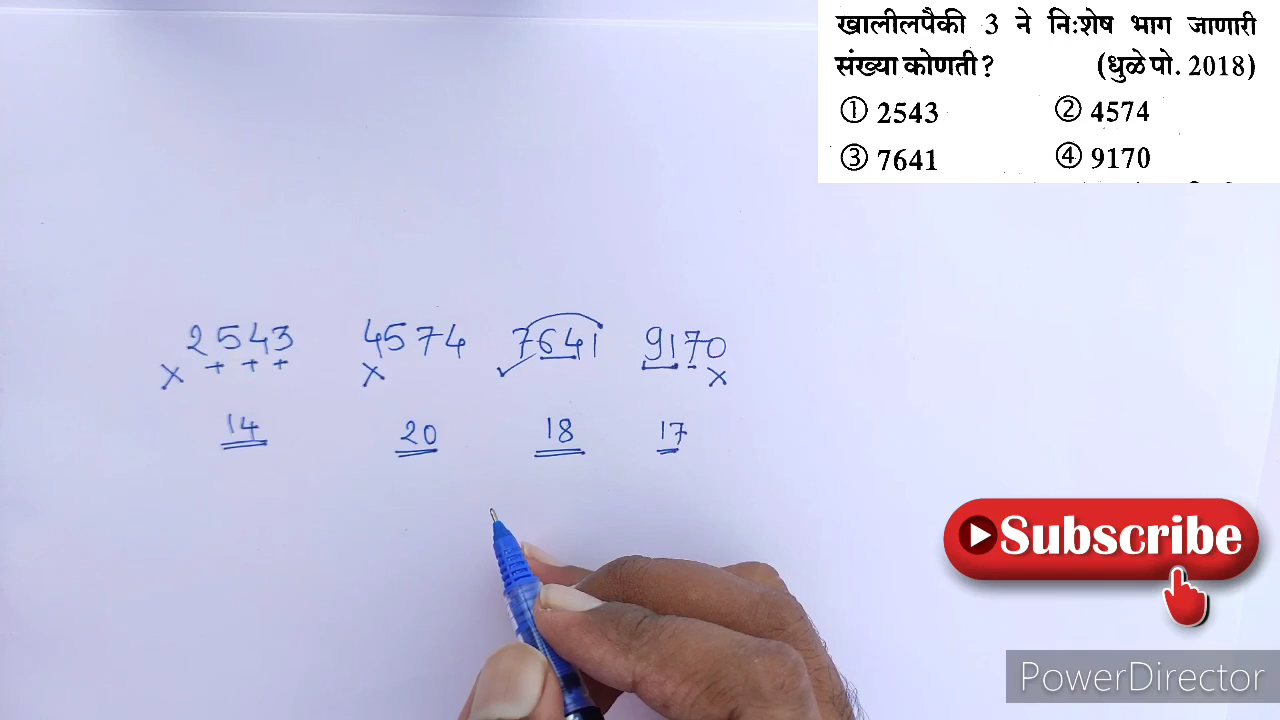 खालीलपैकी 3 ने निःशेष भाग जाणारी
संख्या कोणती? (धुळे पो. 2018)
① 2543 ② 4574
③ 7641 ④ 9170
2543 4574 7641 9170
x + + + x x
14 20 18 17
Subscribe
PowerDirector